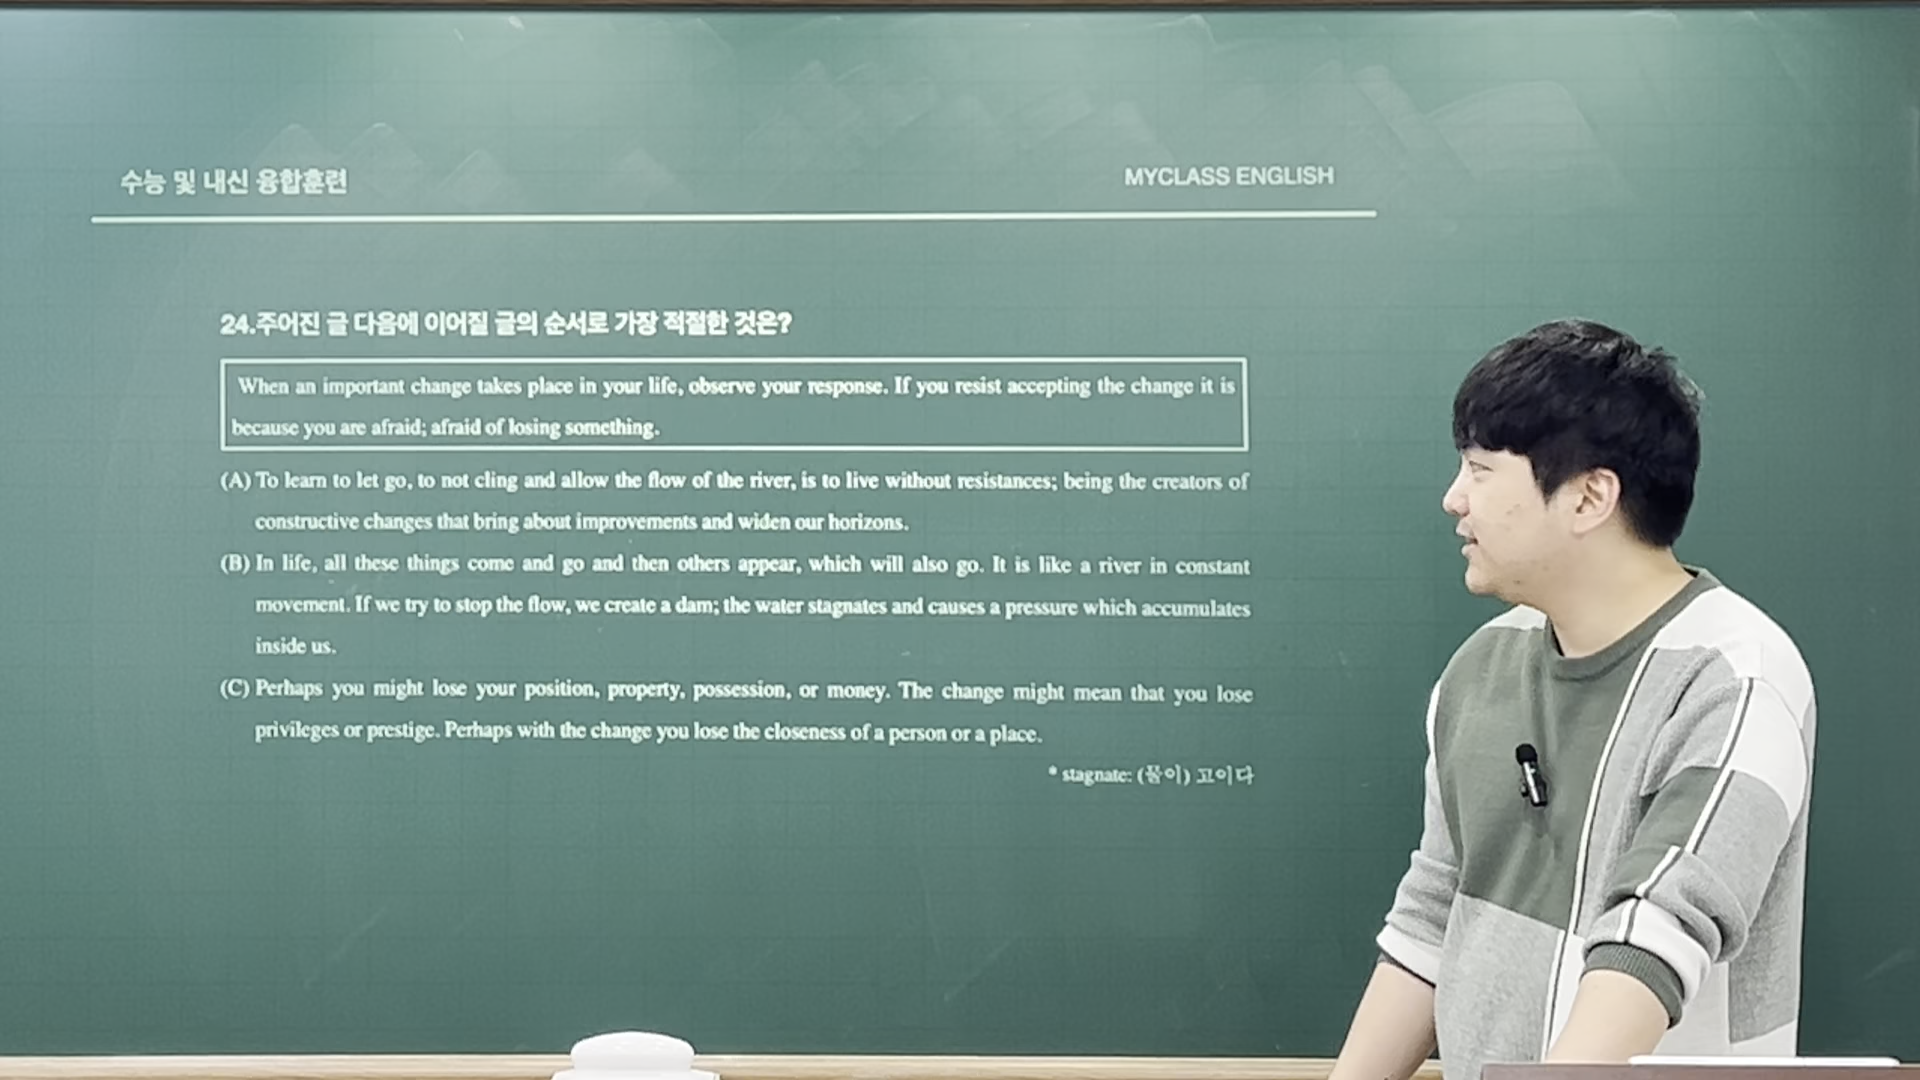 수능 및 내신 융합훈련
MYCLASS ENGLISH
24.주어진 글 다음에 이어질 글의 순서로 가장 적절한 것은?
When an important change takes place in your life, observe your response. If you resist accepting the change it is
because you are afraid; afraid of losing something.
(A) To learn to let go, to not cling and allow the flow of the river, is to live without resistances; being the creators of
constructive changes that bring about improvements and widen our horizons.
(B) In life, all these things come and go and then others appear, which will also go. It is like a river in constant
movement. If we try to stop the flow, we create a dam; the water stagnates and causes a pressure which accumulates
inside us.
(C) Perhaps you might lose your position, property, possession, or money. The change might mean that you lose
privileges or prestige. Perhaps with the change you lose the closeness of a person or a place.
* stagnate: (물이) 고이다